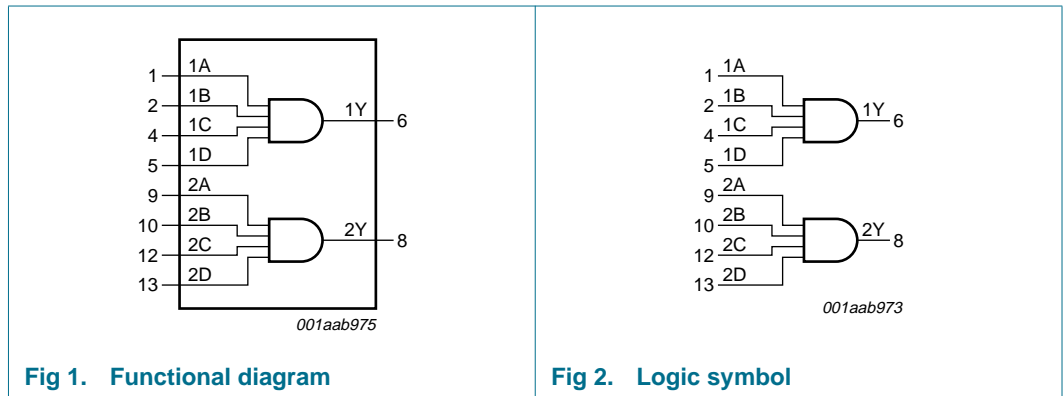 1 1A
2 1B
4 1C
5 1D
1Y 6
9 2A
10 2B
12 2C
13 2D
2Y 8
001aab975
Fig 1. Functional diagram
1 1A
2 1B
4 1C
5 1D
1Y 6
9 2A
10 2B
12 2C
13 2D
2Y 8
001aab973
Fig 2. Logic symbol